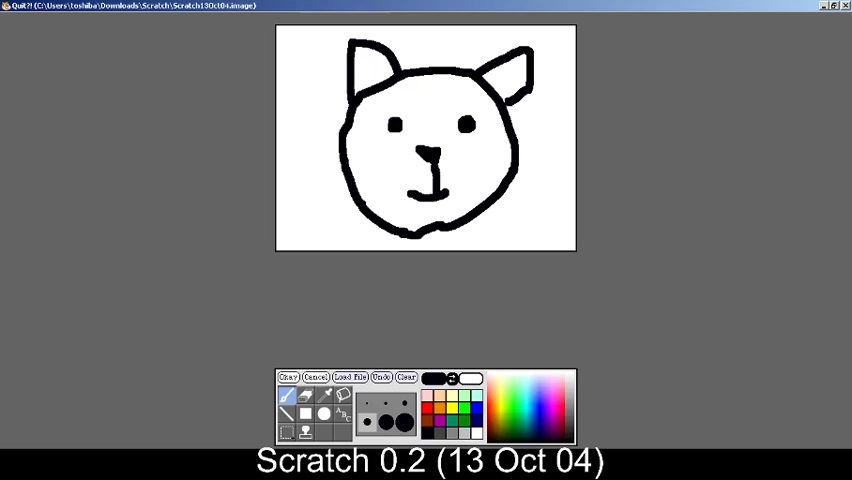 Quit?! (C:\Users\toshiba\Downloads\Scratch\Scratch13Oct04.image)
Okay Cancel Load File Undo Clear
ABC
Scratch 0.2 (13 Oct 04)